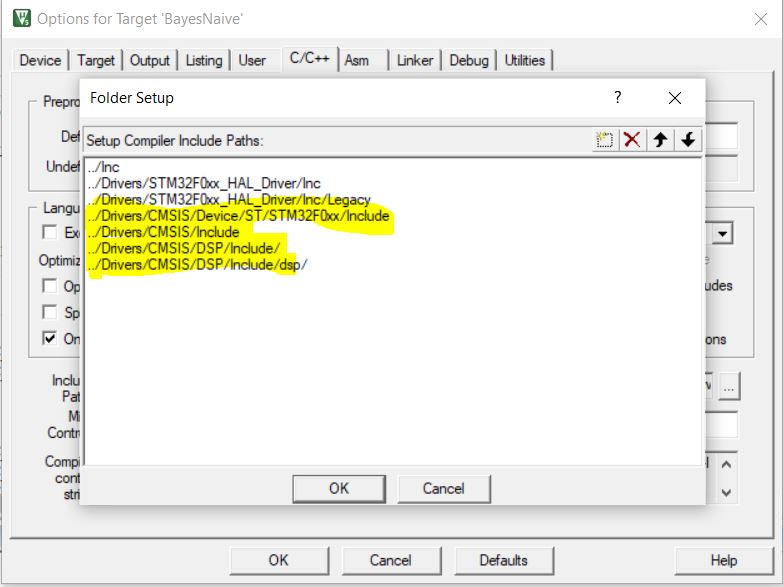 Options for Target 'BayesNaive'
Device Target Output Listing User C/C++ Asm Linker Debug Utilities
Folder Setup ?
Setup Compiler Include Paths:
../Inc
../Drivers/STM32F0xx_HAL_Driver/Inc
../Drivers/STM32F0xx_HAL_Driver/Inc/Legacy
../Drivers/CMSIS/Device/ST/STM32F0xx/Include
../Drivers/CMSIS/Include
../Drivers/CMSIS/DSP/Include/
../Drivers/CMSIS/DSP/Include/dsp/
Prepro
Def
Undef
Langu
Ex
Optimiz
Op
udes
Sp
On
ons
Inclu
Pat
...
Mi
Contr
Compi
cont
stri
OK Cancel
OK Cancel Defaults Help